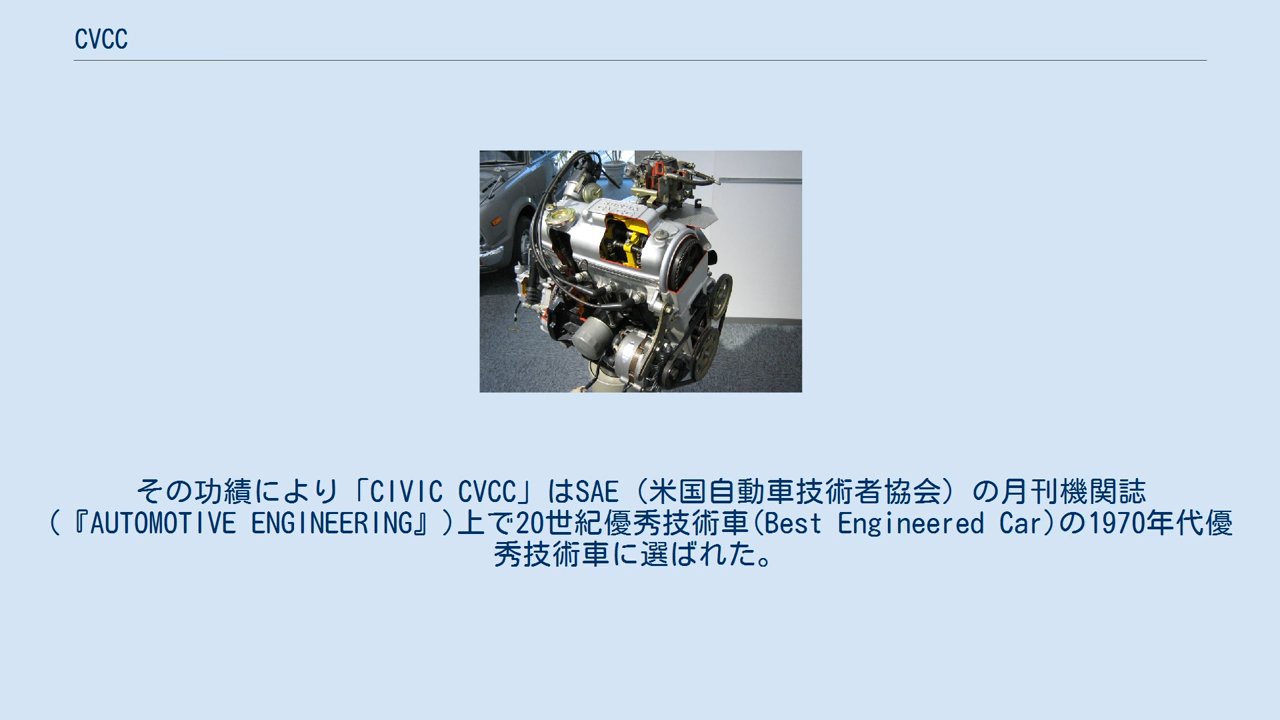 CVCC
その功績により「CIVIC CVCC」はSAE（米国自動車技術者協会）の月刊機関誌
(『AUTOMOTIVE ENGINEERING』)上で20世紀優秀技術車(Best Engineered Car)の1970年代優
秀技術車に選ばれた。